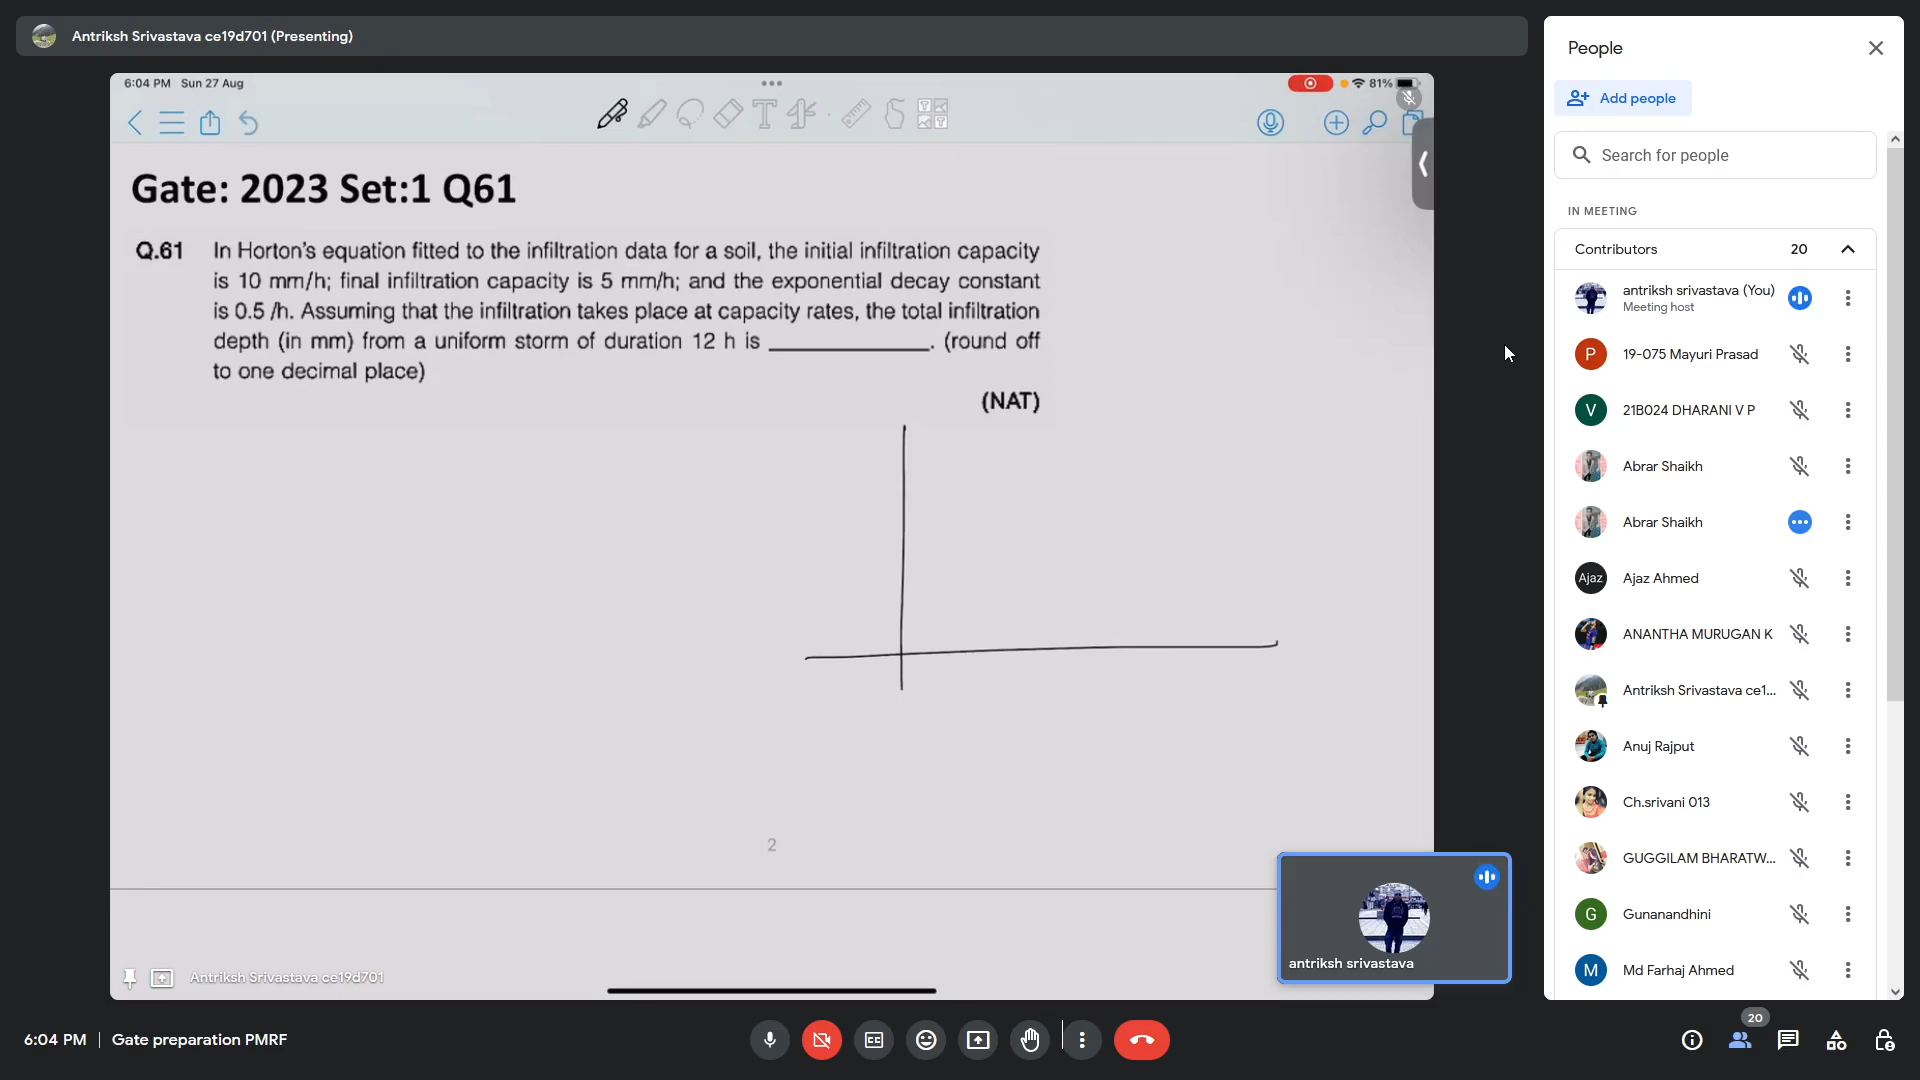 Antriksh Srivastava ce19d701 (Presenting)
6:04 PM Sun 27 Aug
81%
Gate: 2023 Set:1 Q61
Q.61 In Horton's equation fitted to the infiltration data for a soil, the initial infiltration capacity
is 10 mm/h; final infiltration capacity is 5 mm/h; and the exponential decay constant
is 0.5 /h. Assuming that the infiltration takes place at capacity rates, the total infiltration
depth (in mm) from a uniform storm of duration 12 h is ____________. (round off
to one decimal place)
(NAT)
2
Antriksh Srivastava ce19d701
antriksh srivastava
People
Add people
Search for people
IN MEETING
Contributors 20
antriksh srivastava (You)
Meeting host
P 19-075 Mayuri Prasad
V 21B024 DHARANI V P
Abrar Shaikh
Abrar Shaikh
Ajaz Ajaz Ahmed
ANANTHA MURUGAN K
Antriksh Srivastava ce1...
Anuj Rajput
Ch.srivani 013
GUGGILAM BHARATW...
G Gunanandhini
M Md Farhaj Ahmed
6:04 PM | Gate preparation PMRF
20